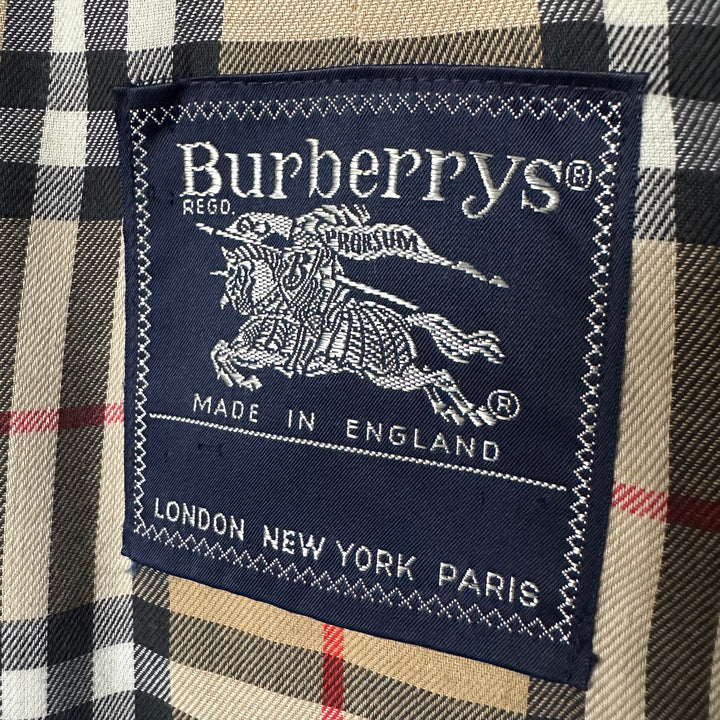 Burberrys®
REGD.
PRORSUM
B
®
MADE IN ENGLAND
LONDON NEW YORK PARIS